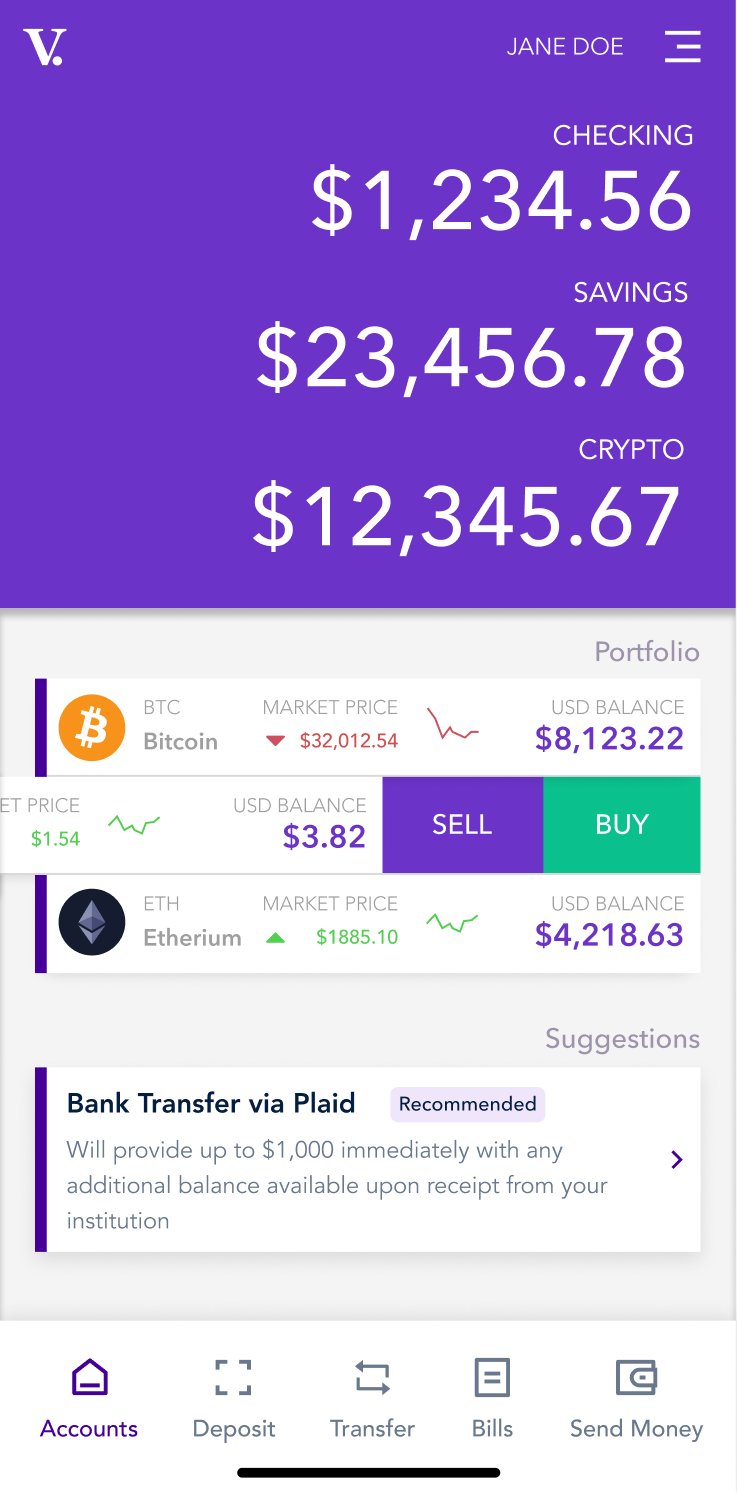 V.
JANE DOE
CHECKING
$1,234.56
SAVINGS
$23,456.78
CRYPTO
$12,345.67
Portfolio
BTC MARKET PRICE USD BALANCE
Bitcoin $32,012.54 $8,123.22
ET PRICE USD BALANCE SELL BUY
$1.54 $3.82
ETH MARKET PRICE USD BALANCE
Etherium $1885.10 $4,218.63
Suggestions
Bank Transfer via Plaid Recommended
Will provide up to $1,000 immediately with any
additional balance available upon receipt from your
institution
Accounts Deposit Transfer Bills Send Money